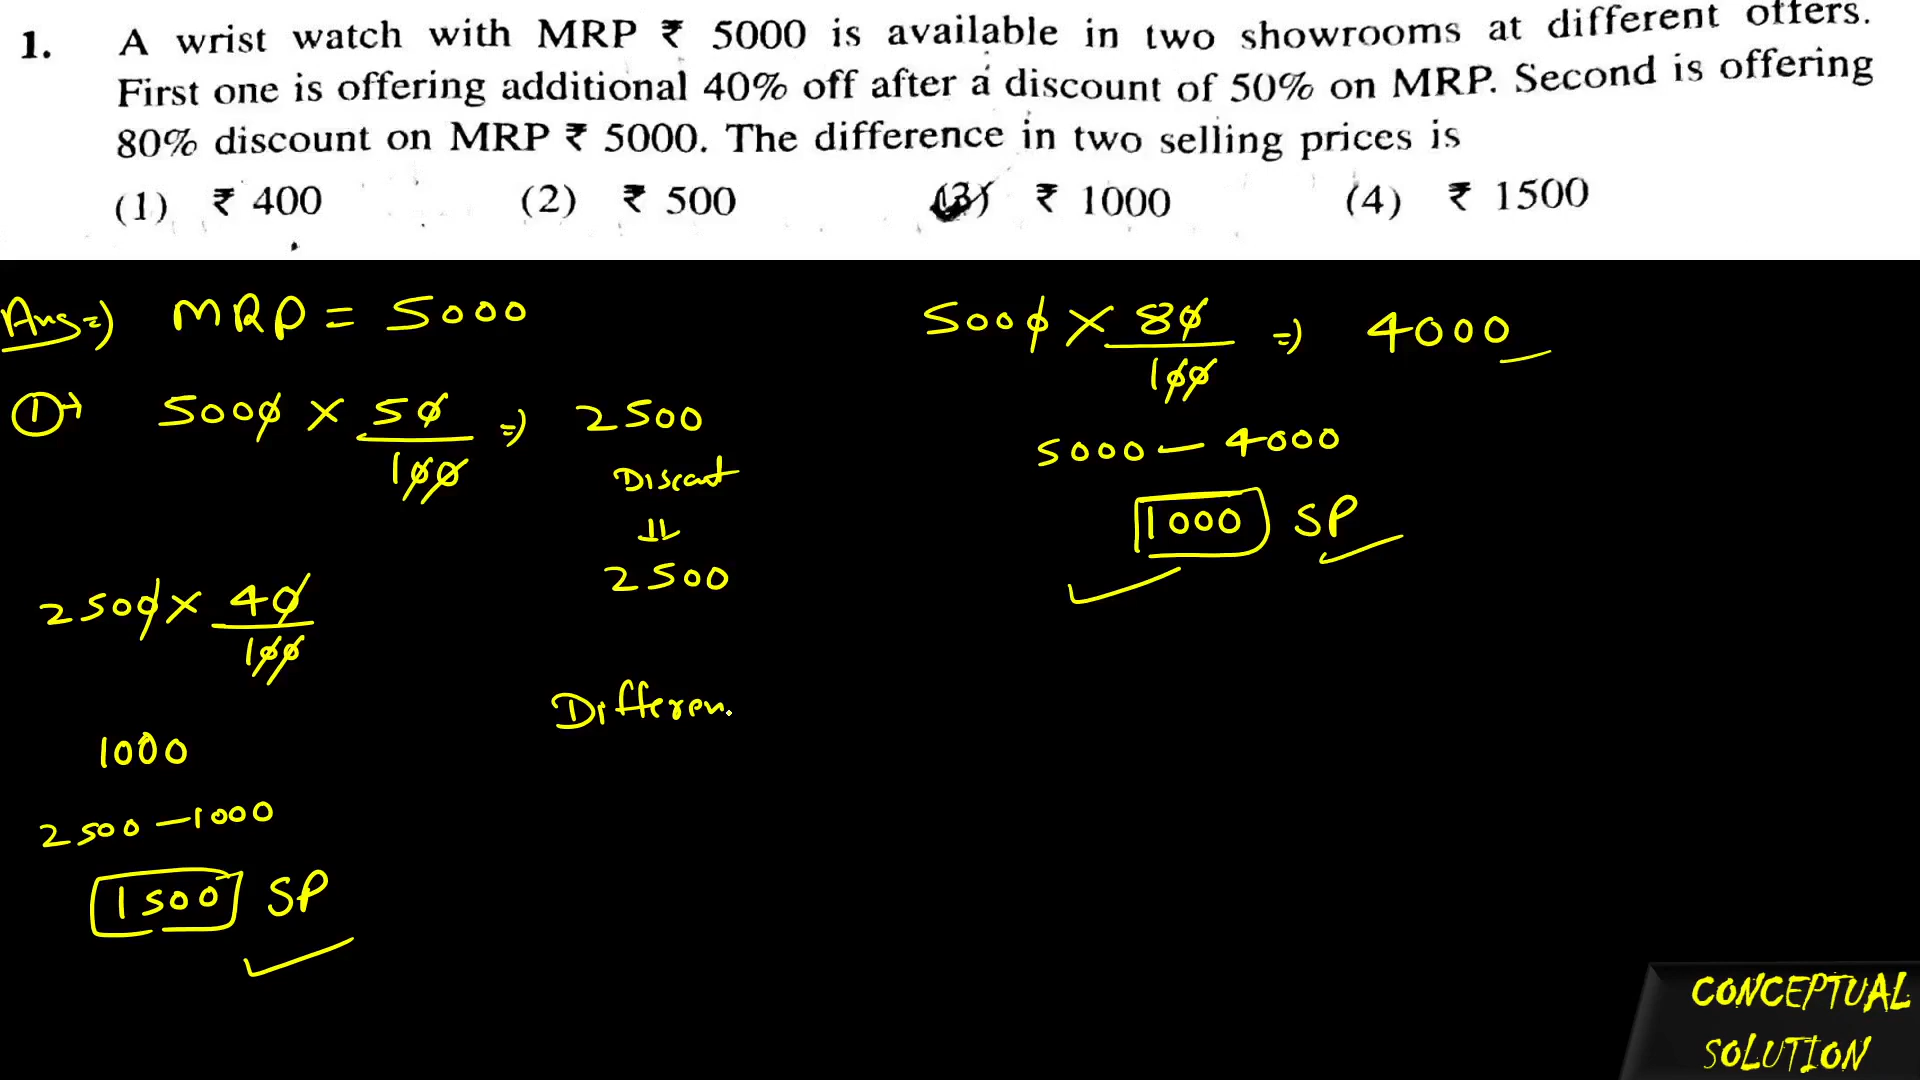 1. A wrist watch with MRP ₹ 5000 is available in two showrooms at different offers.
First one is offering additional 40% off after a discount of 50% on MRP. Second is offering
80% discount on MRP ₹ 5000. The difference in two selling prices is
(1) ₹ 400 (2) ₹ 500 (3) ₹ 1000 (4) ₹ 1500
Ans=) MRP = 5000
① → 5000 × 50/100 =) 2500
Discount
2500
2500 × 40/100
1000
2500 - 1000
1500 SP
Differen
5000 × 80/100 =) 4000
5000 - 4000
1000 SP
CONCEPTUAL
SOLUTION